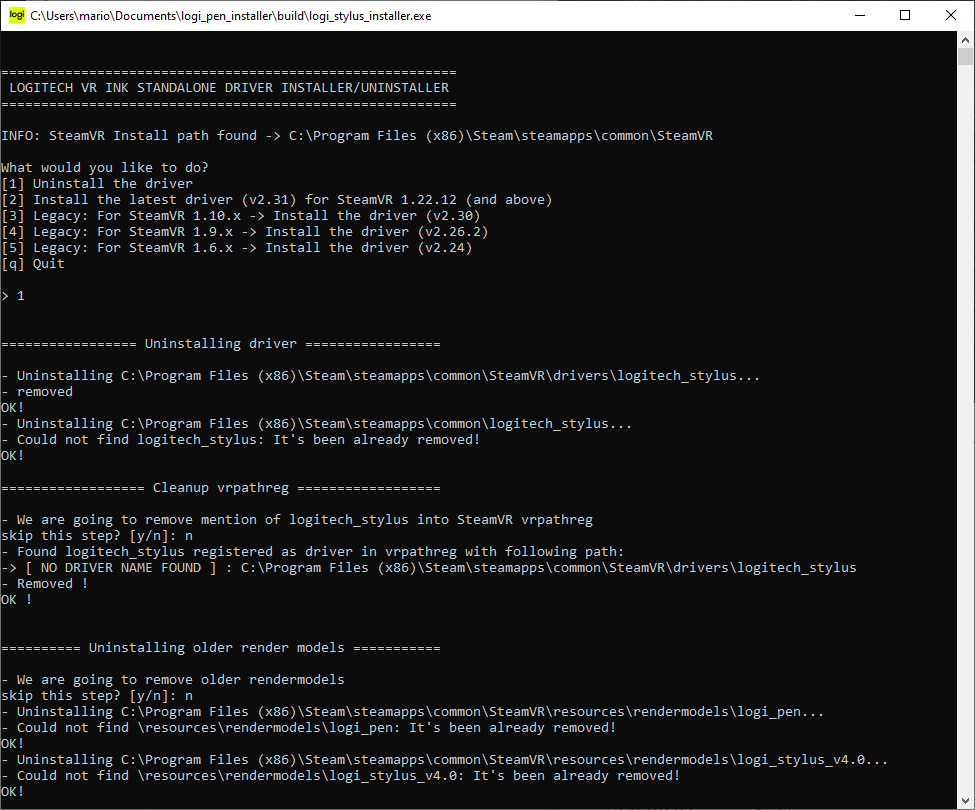 logi C:\Users\mario\Documents\logi_pen_installer\build\logi_stylus_installer.exe
=========================================================
LOGITECH VR INK STANDALONE DRIVER INSTALLER/UNINSTALLER
=========================================================
INFO: SteamVR Install path found -> C:\Program Files (x86)\Steam\steamapps\common\SteamVR
What would you like to do?
[1] Uninstall the driver
[2] Install the latest driver (v2.31) for SteamVR 1.22.12 (and above)
[3] Legacy: For SteamVR 1.10.x -> Install the driver (v2.30)
[4] Legacy: For SteamVR 1.9.x -> Install the driver (v2.26.2)
[5] Legacy: For SteamVR 1.6.x -> Install the driver (v2.24)
[q] Quit
> 1
================= Uninstalling driver =================
- Uninstalling C:\Program Files (x86)\Steam\steamapps\common\SteamVR\drivers\logitech_stylus...
- removed
OK!
- Uninstalling C:\Program Files (x86)\Steam\steamapps\common\logitech_stylus...
- Could not find logitech_stylus: It's been already removed!
OK!
================== Cleanup vrpathreg ==================
- We are going to remove mention of logitech_stylus into SteamVR vrpathreg
skip this step? [y/n]: n
- Found logitech_stylus registered as driver in vrpathreg with following path:
-> [ NO DRIVER NAME FOUND ] : C:\Program Files (x86)\Steam\steamapps\common\SteamVR\drivers\logitech_stylus
- Removed !
OK !
========== Uninstalling older render models ===========
- We are going to remove older rendermodels
skip this step? [y/n]: n
- Uninstalling C:\Program Files (x86)\Steam\steamapps\common\SteamVR\resources\rendermodels\logi_pen...
- Could not find \resources\rendermodels\logi_pen: It's been already removed!
OK!
- Uninstalling C:\Program Files (x86)\Steam\steamapps\common\SteamVR\resources\rendermodels\logi_stylus_v4.0...
- Could not find \resources\rendermodels\logi_stylus_v4.0: It's been already removed!
OK!